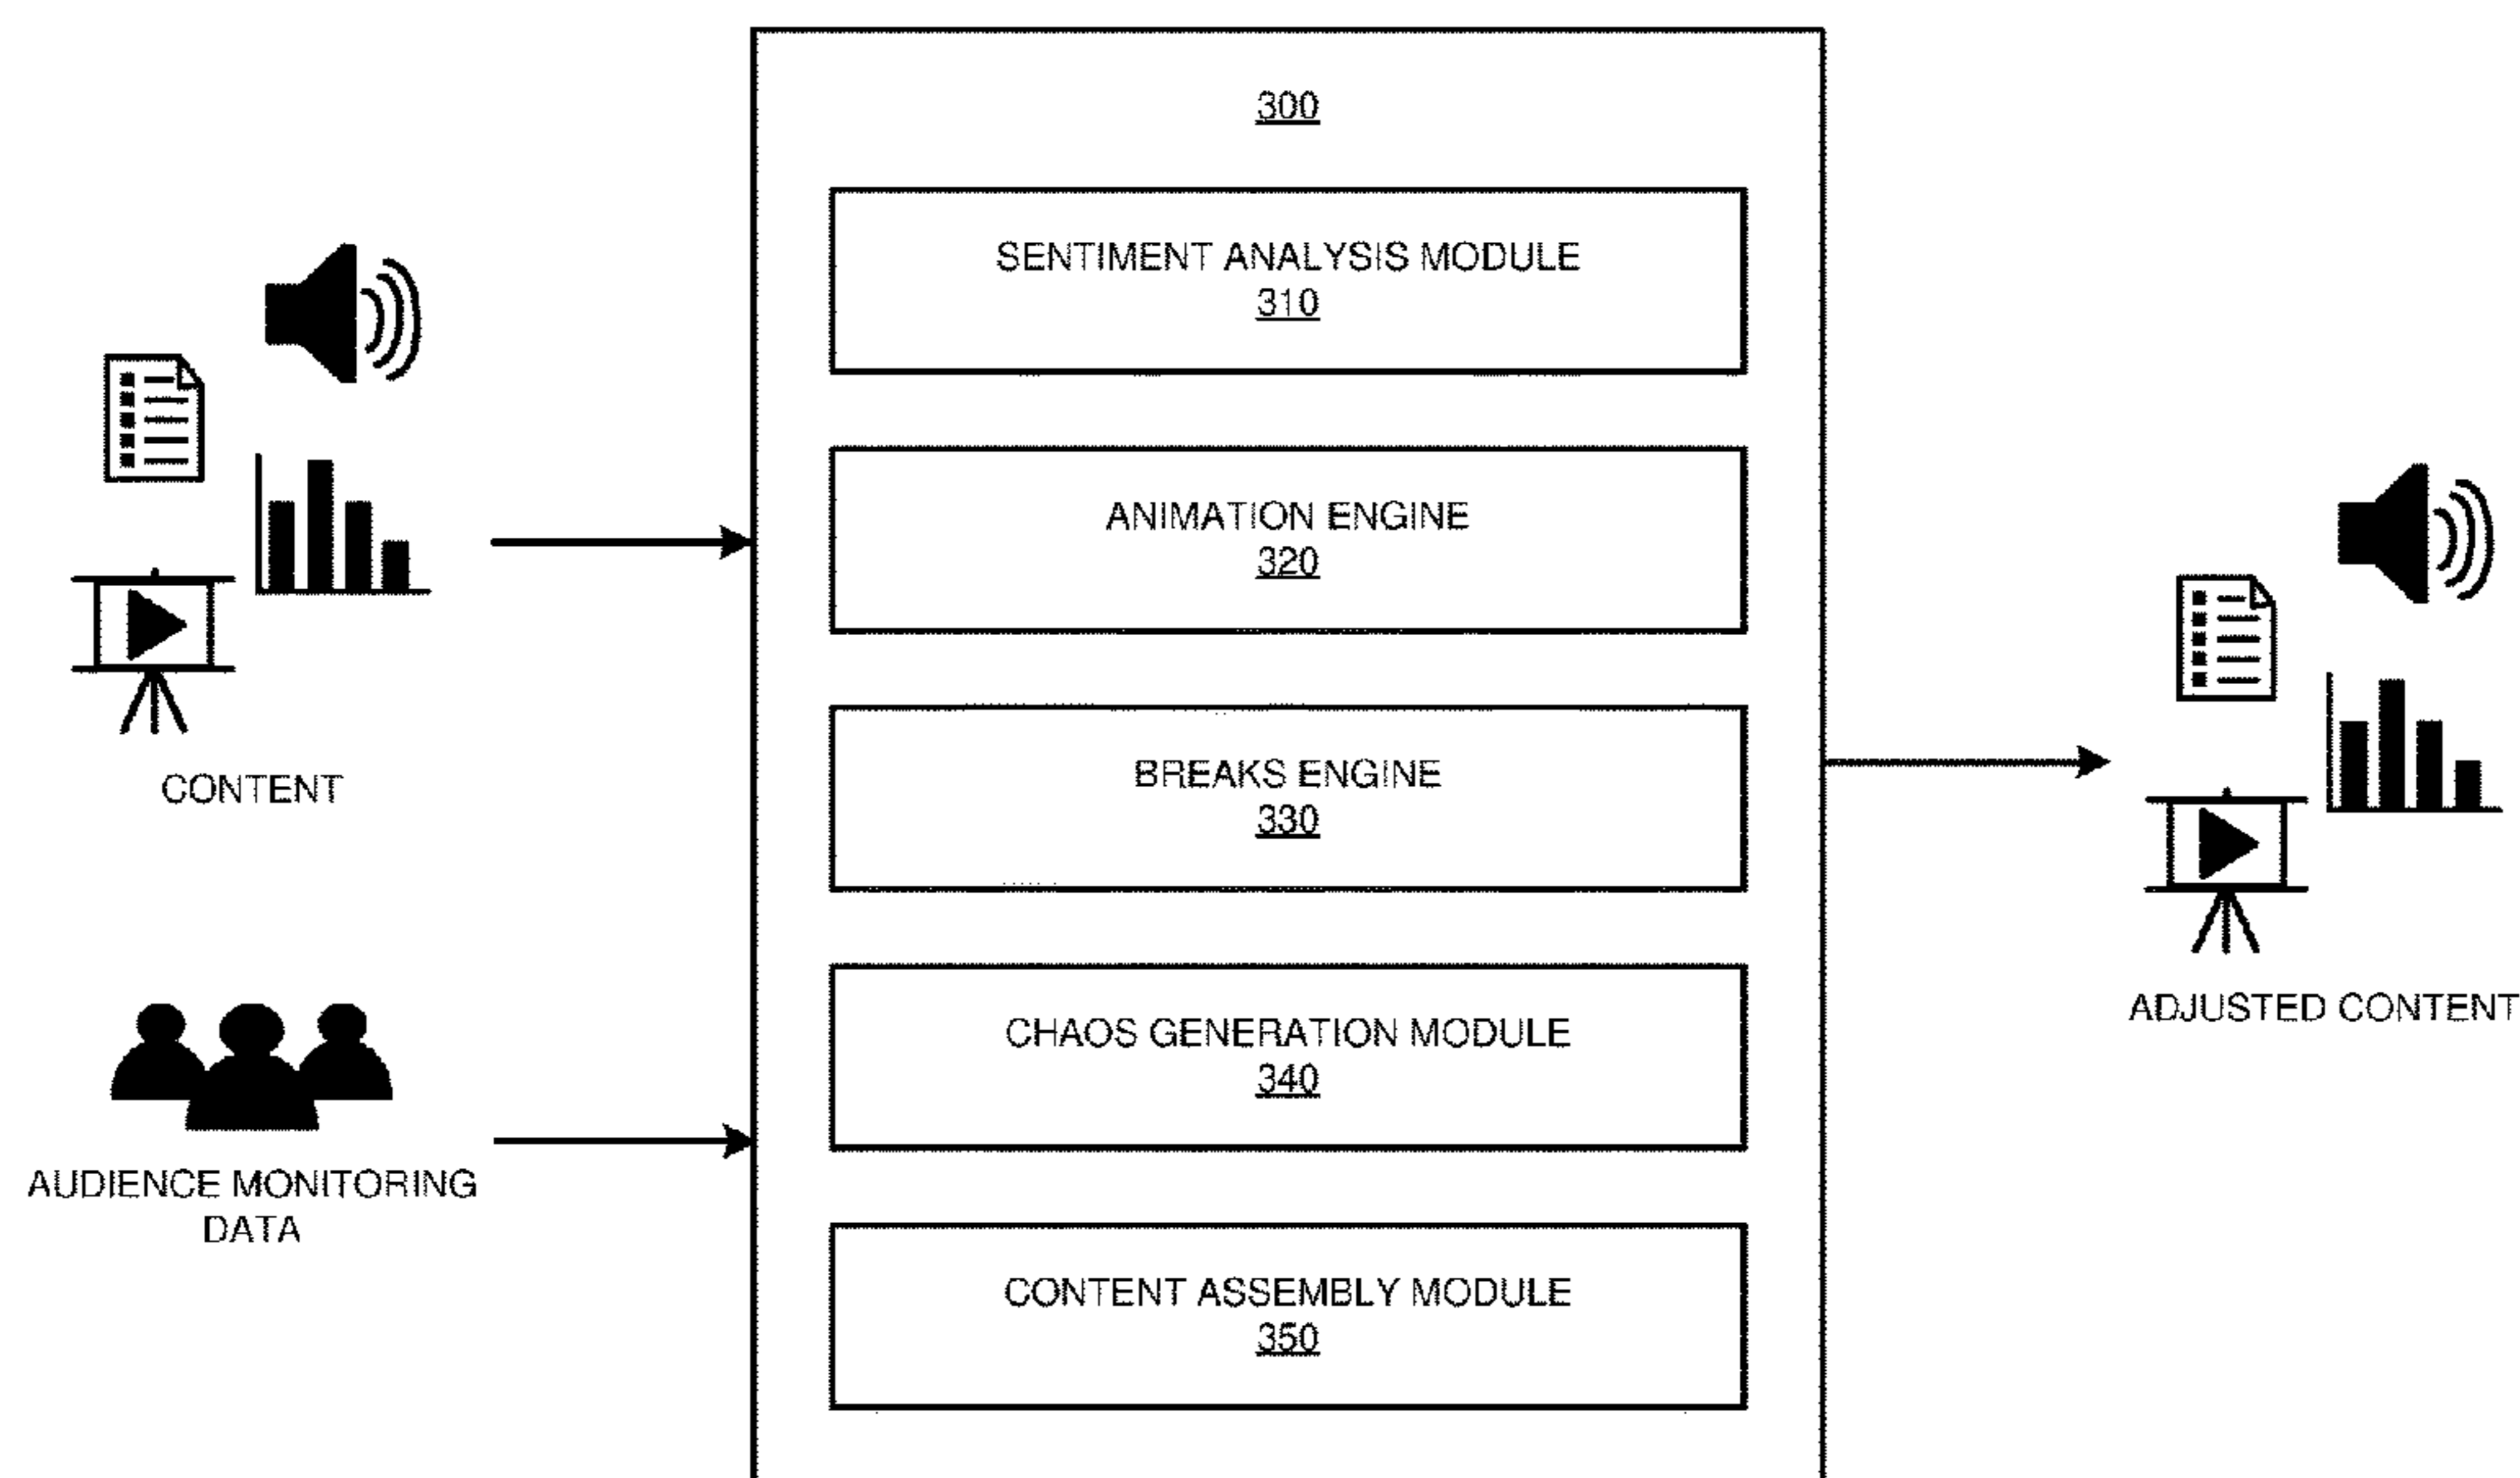 300
SENTIMENT ANALYSIS MODULE
310
ANIMATION ENGINE
320
BREAKS ENGINE
330
CHAOS GENERATION MODULE
340
CONTENT ASSEMBLY MODULE
350
CONTENT
AUDIENCE MONITORING
DATA
ADJUSTED CONTENT